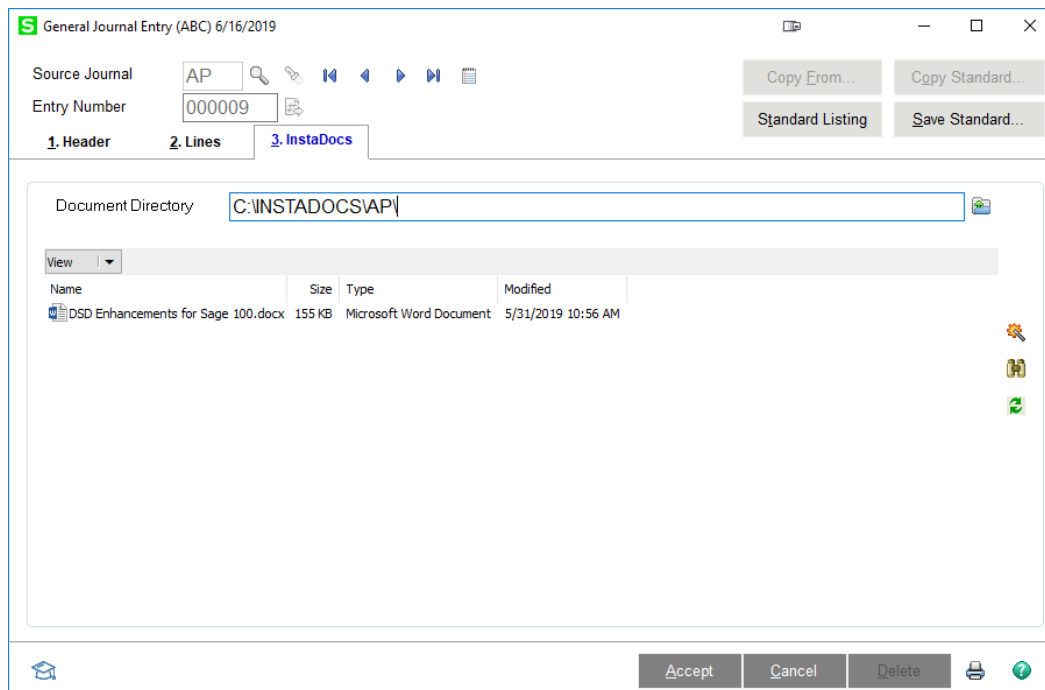 S General Journal Entry (ABC) 6/16/2019
Source Journal AP Copy From... Copy Standard...
Entry Number 000009 Standard Listing Save Standard...
1. Header 2. Lines 3. InstaDocs
Document Directory C:\INSTADOCS\AP\
View
Name Size Type Modified
DSD Enhancements for Sage 100.docx 155 KB Microsoft Word Document 5/31/2019 10:56 AM
Accept Cancel Delete